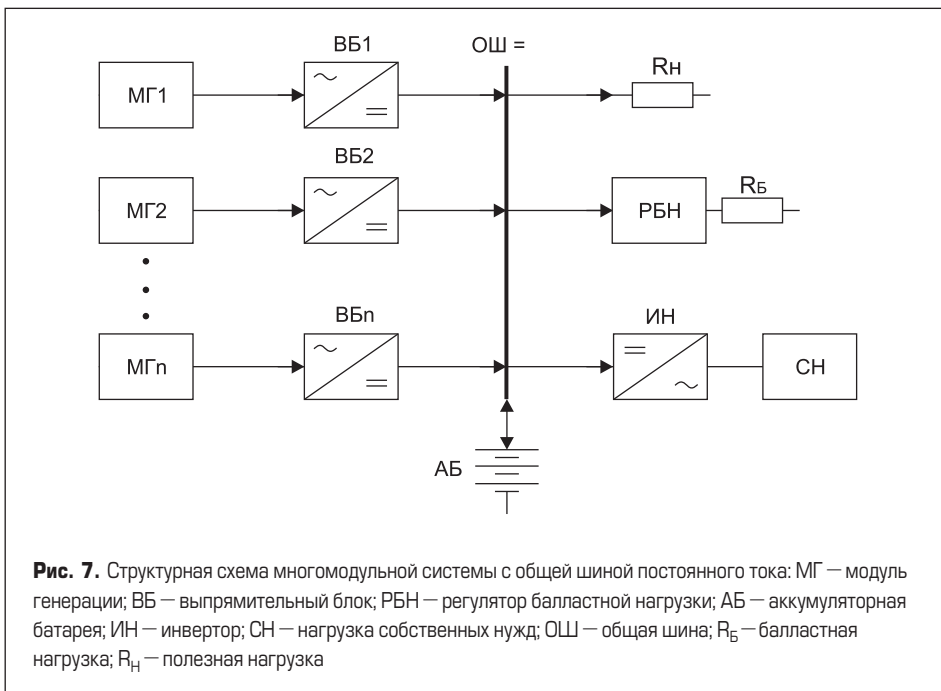 ВБ1
ОШ =
МГ1
Rн
ВБ2
МГ2
РБН
RБ
ВБn
ИН
МГn
СН
АБ
Рис. 7. Структурная схема многомодульной системы с общей шиной постоянного тока: МГ — модуль
генерации; ВБ — выпрямительный блок; РБН — регулятор балластной нагрузки; АБ — аккумуляторная
батарея; ИН — инвертор; СН — нагрузка собственных нужд; ОШ — общая шина; RБ — балластная
нагрузка; RН — полезная нагрузка